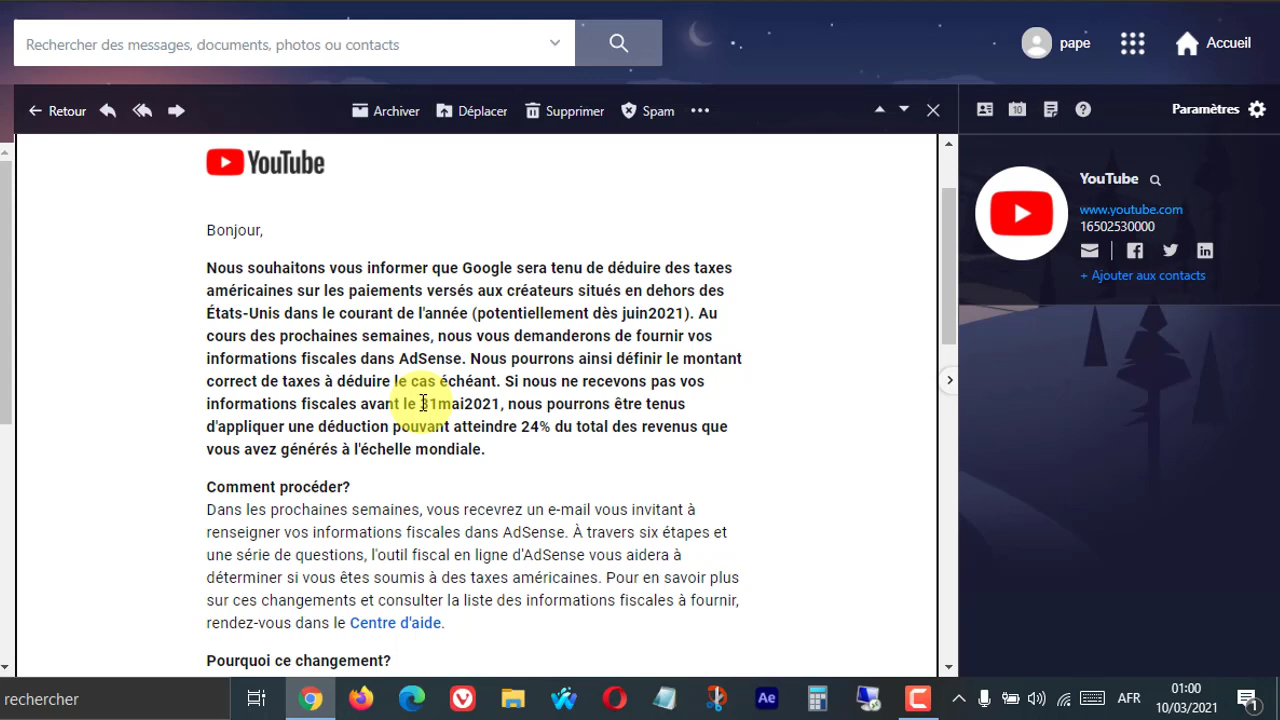 Rechercher des messages, documents, photos ou contacts
pape
Accueil
Retour
Archiver
Déplacer
Supprimer
Spam
10
Paramètres
YouTube
Bonjour,
Nous souhaitons vous informer que Google sera tenu de déduire des taxes
américaines sur les paiements versés aux créateurs situés en dehors des
États-Unis dans le courant de l'année (potentiellement dès juin2021). Au
cours des prochaines semaines, nous vous demanderons de fournir vos
informations fiscales dans AdSense. Nous pourrons ainsi définir le montant
correct de taxes à déduire le cas échéant. Si nous ne recevons pas vos
informations fiscales avant le 31mai2021, nous pourrons être tenus
d'appliquer une déduction pouvant atteindre 24% du total des revenus que
vous avez générés à l'échelle mondiale.
Comment procéder?
Dans les prochaines semaines, vous recevrez un e-mail vous invitant à
renseigner vos informations fiscales dans AdSense. À travers six étapes et
une série de questions, l'outil fiscal en ligne d'AdSense vous aidera à
déterminer si vous êtes soumis à des taxes américaines. Pour en savoir plus
sur ces changements et consulter la liste des informations fiscales à fournir,
rendez-vous dans le Centre d'aide.
Pourquoi ce changement?
YouTube
www.youtube.com
16502530000
+ Ajouter aux contacts
rechercher
Ae
AFR
01:00
10/03/2021
1